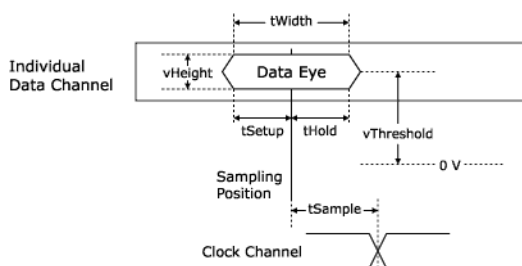 tWidth
Individual
Data Channel
vHeight
Data Eye
tSetup
tHold
vThreshold
0 V
Sampling
Position
tSample
Clock Channel